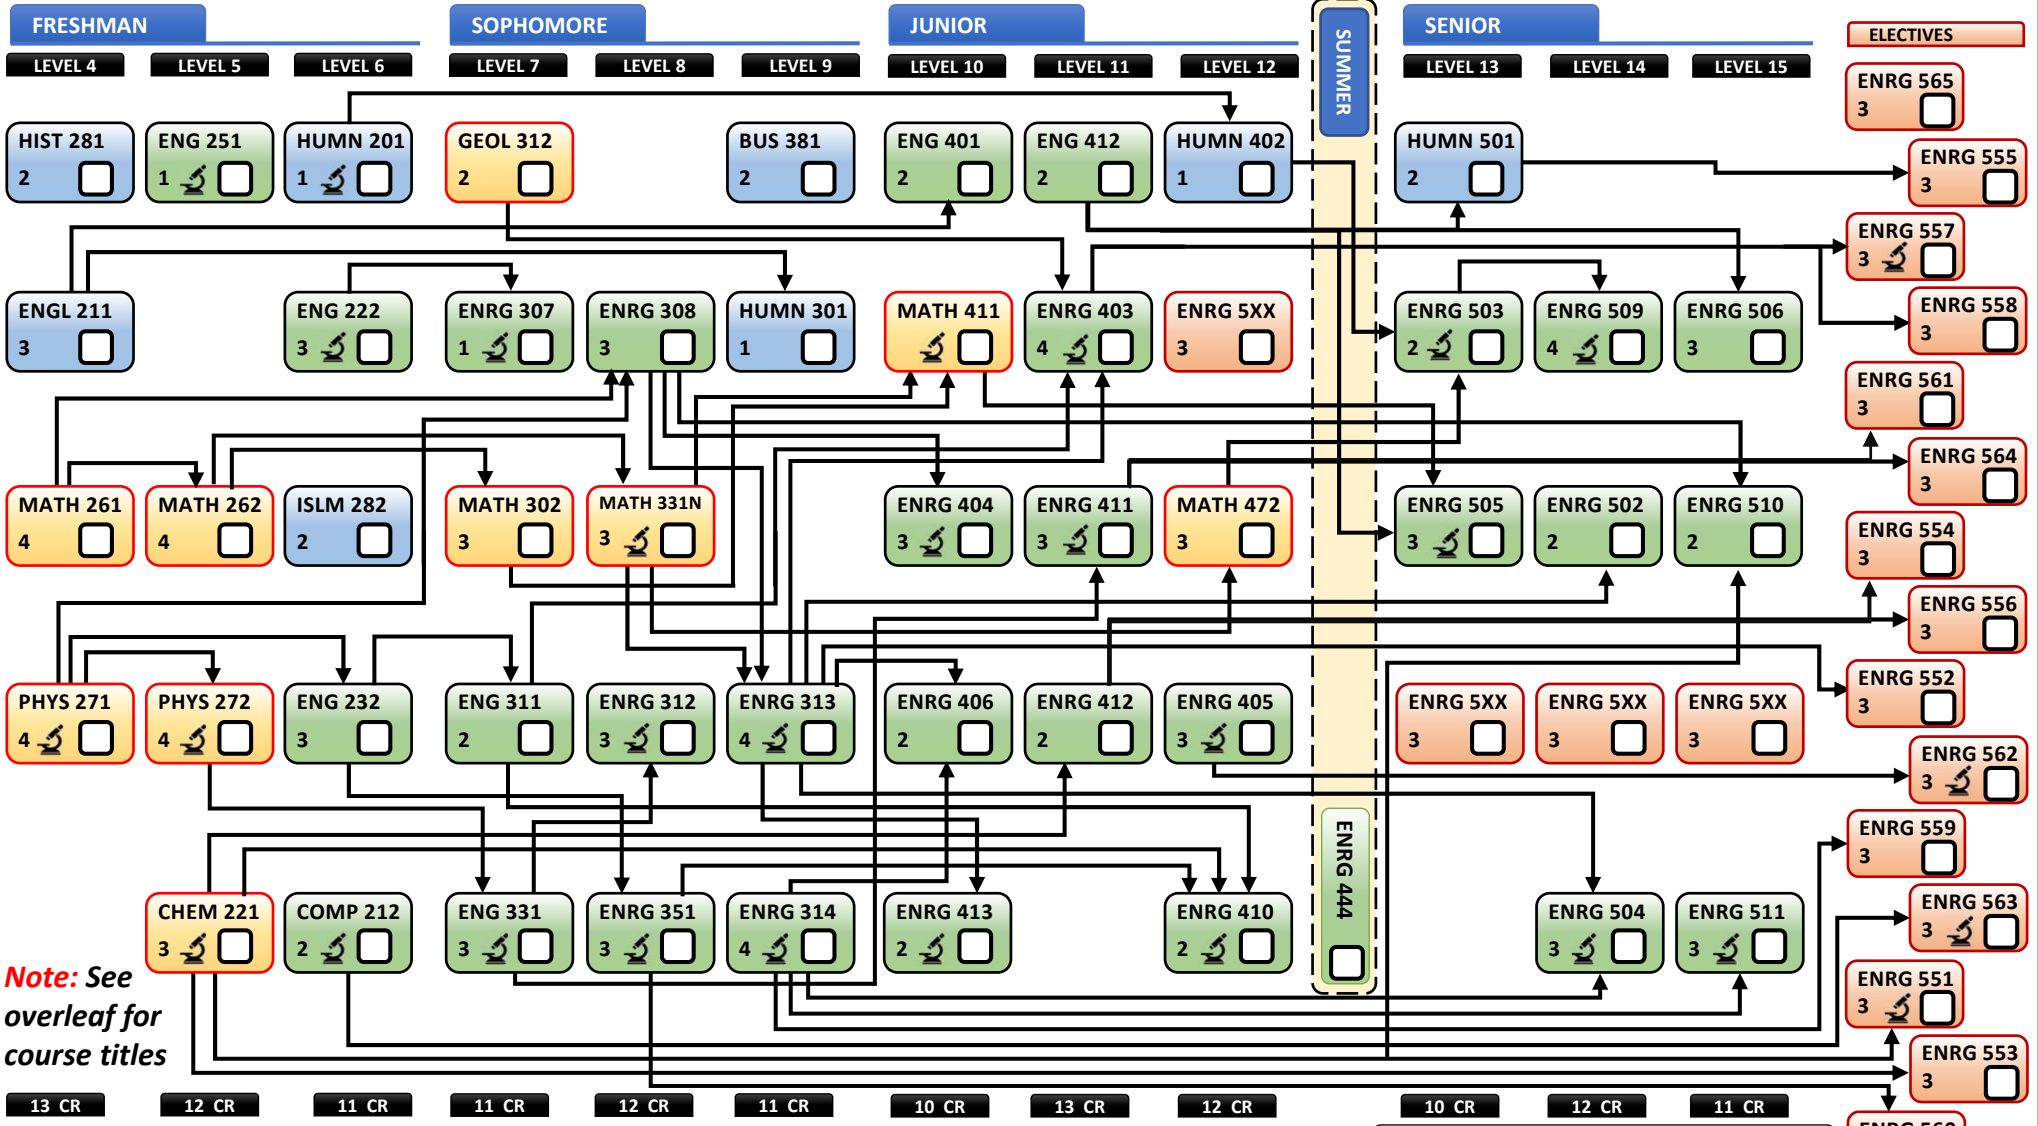 FRESHMAN SOPHOMORE JUNIOR SUMMER SENIOR ELECTIVES
LEVEL 4 LEVEL 5 LEVEL 6 LEVEL 7 LEVEL 8 LEVEL 9 LEVEL 10 LEVEL 11 LEVEL 12 LEVEL 13 LEVEL 14 LEVEL 15
ENRG 565
3
HIST 281 ENG 251 HUMN 201 GEOL 312 BUS 381 ENG 401 ENG 412 HUMN 402 HUMN 501
2 1 1 2 2 2 2 1 2
ENRG 555
3
ENRG 557
3
ENGL 211 ENG 222 ENRG 307 ENRG 308 HUMN 301 MATH 411 ENRG 403 ENRG 5XX ENRG 503 ENRG 509 ENRG 506
3 3 1 3 1 4 3 2 4 3
ENRG 558
3
ENRG 561
3
ENRG 564
3
MATH 261 MATH 262 ISLM 282 MATH 302 MATH 331N ENRG 404 ENRG 411 MATH 472 ENRG 505 ENRG 502 ENRG 510
4 4 2 3 3 3 3 3 3 2 2
ENRG 554
3
ENRG 556
3
PHYS 271 PHYS 272 ENG 232 ENG 311 ENRG 312 ENRG 313 ENRG 406 ENRG 412 ENRG 405 ENRG 5XX ENRG 5XX ENRG 5XX
4 4 3 2 3 4 2 2 3 3 3 3
ENRG 552
3
ENRG 562
3
ENRG 559
3
CHEM 221 COMP 212 ENG 331 ENRG 351 ENRG 314 ENRG 413 ENRG 410 ENRG 444 ENRG 504 ENRG 511
3 2 3 3 4 2 2 3 3
ENRG 563
3
ENRG 551
3
ENRG 553
3
Note: See
overleaf for
course titles
13 CR 12 CR 11 CR 11 CR 12 CR 11 CR 10 CR 13 CR 12 CR 10 CR 12 CR 11 CR